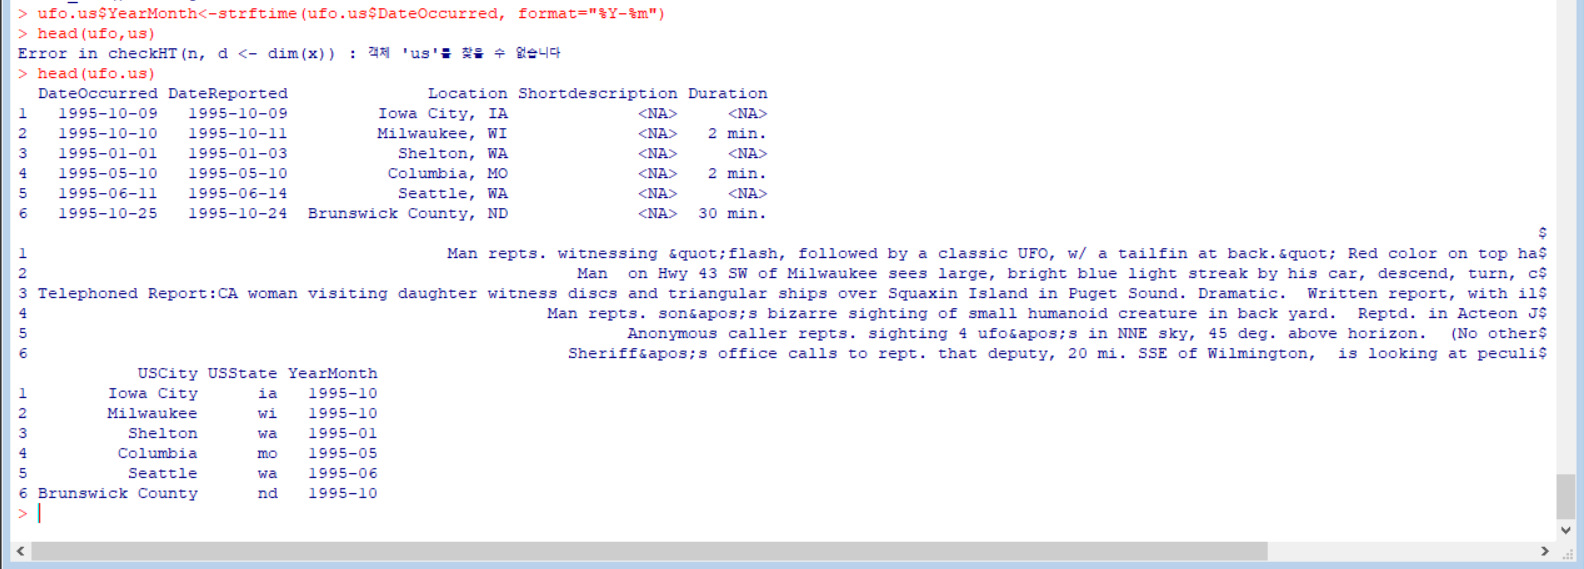 > ufo.us$YearMonth<-strftime(ufo.us$DateOccurred, format="%Y-%m")
> head(ufo,us)
Error in checkHT(n, d <- dim(x)) : 객체 'us'를 찾을 수 없습니다
> head(ufo.us)
  DateOccurred DateReported              Location Shortdescription Duration
1   1995-10-09   1995-10-09         Iowa City, IA             <NA>     <NA>
2   1995-10-10   1995-10-11         Milwaukee, WI             <NA>   2 min.
3   1995-01-01   1995-01-03           Shelton, WA             <NA>     <NA>
4   1995-05-10   1995-05-10          Columbia, MO             <NA>   2 min.
5   1995-06-11   1995-06-14           Seattle, WA             <NA>     <NA>
6   1995-10-25   1995-10-24  Brunswick County, ND             <NA>  30 min.
$
1 Man repts. witnessing &quot;flash, followed by a classic UFO, w/ a tailfin at back.&quot; Red color on top ha$
2 Man  on Hwy 43 SW of Milwaukee sees large, bright blue light streak by his car, descend, turn, c$
3 Telephoned Report:CA woman visiting daughter witness discs and triangular ships over Squaxin Island in Puget Sound. Dramatic.  Written report, with il$
4 Man repts. son&apos;s bizarre sighting of small humanoid creature in back yard.  Reptd. in Acteon J$
5 Anonymous caller repts. sighting 4 ufo&apos;s in NNE sky, 45 deg. above horizon.  (No other$
6 Sheriff&apos;s office calls to rept. that deputy, 20 mi. SSE of Wilmington,  is looking at peculi$
            USCity USState YearMonth
1        Iowa City      ia   1995-10
2        Milwaukee      wi   1995-10
3          Shelton      wa   1995-01
4         Columbia      mo   1995-05
5          Seattle      wa   1995-06
6 Brunswick County      nd   1995-10
>